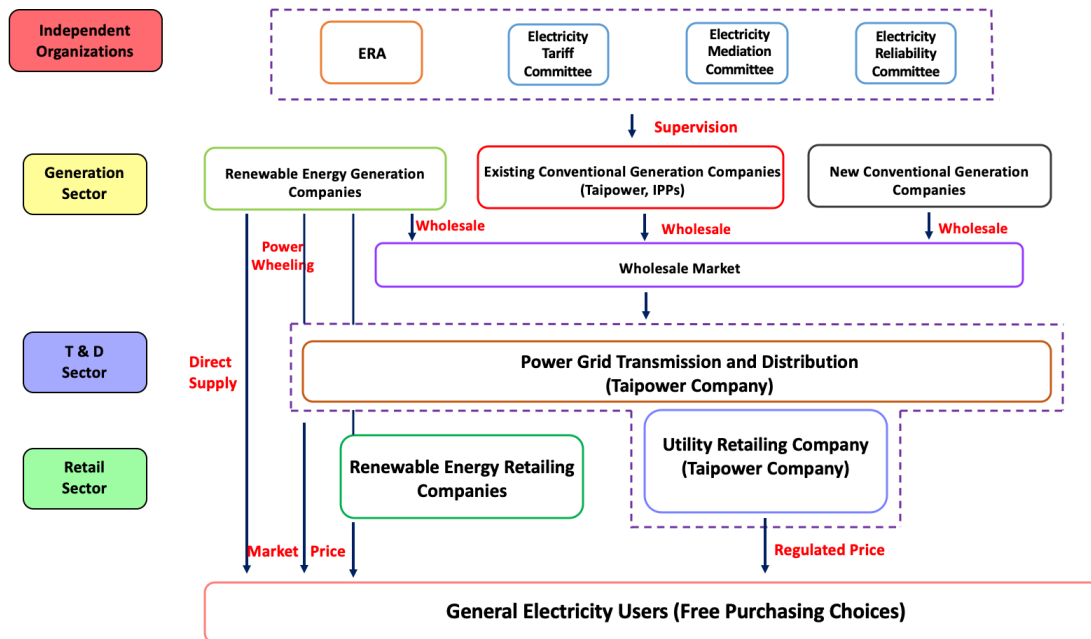 Independent
Organizations
ERA
Electricity
Tariff
Committee
Electricity
Mediation
Committee
Electricity
Reliability
Committee
Supervision
Generation
Sector
Renewable Energy Generation
Companies
Existing Conventional Generation Companies
(Taipower, IPPs)
New Conventional Generation
Companies
Wholesale
Wholesale
Wholesale
Power
Wheeling
Wholesale Market
T & D
Sector
Direct
Supply
Power Grid Transmission and Distribution
(Taipower Company)
Retail
Sector
Renewable Energy Retailing
Companies
Utility Retailing Company
(Taipower Company)
Market Price
Regulated Price
General Electricity Users (Free Purchasing Choices)